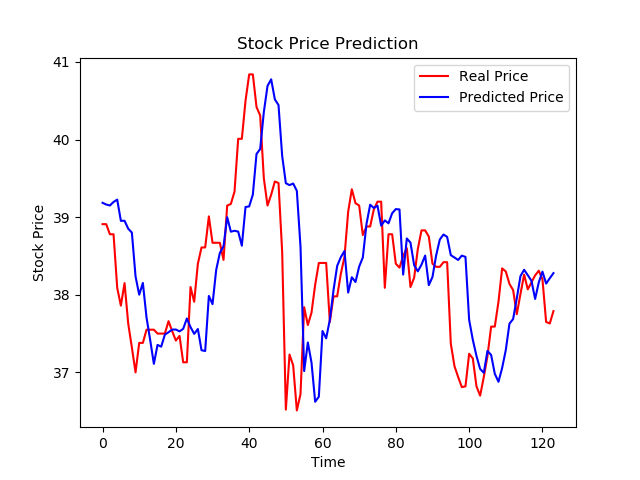 Stock Price Prediction
Real Price
Predicted Price
Stock Price
41
40
39
38
37
0 20 40 60 80 100 120
Time